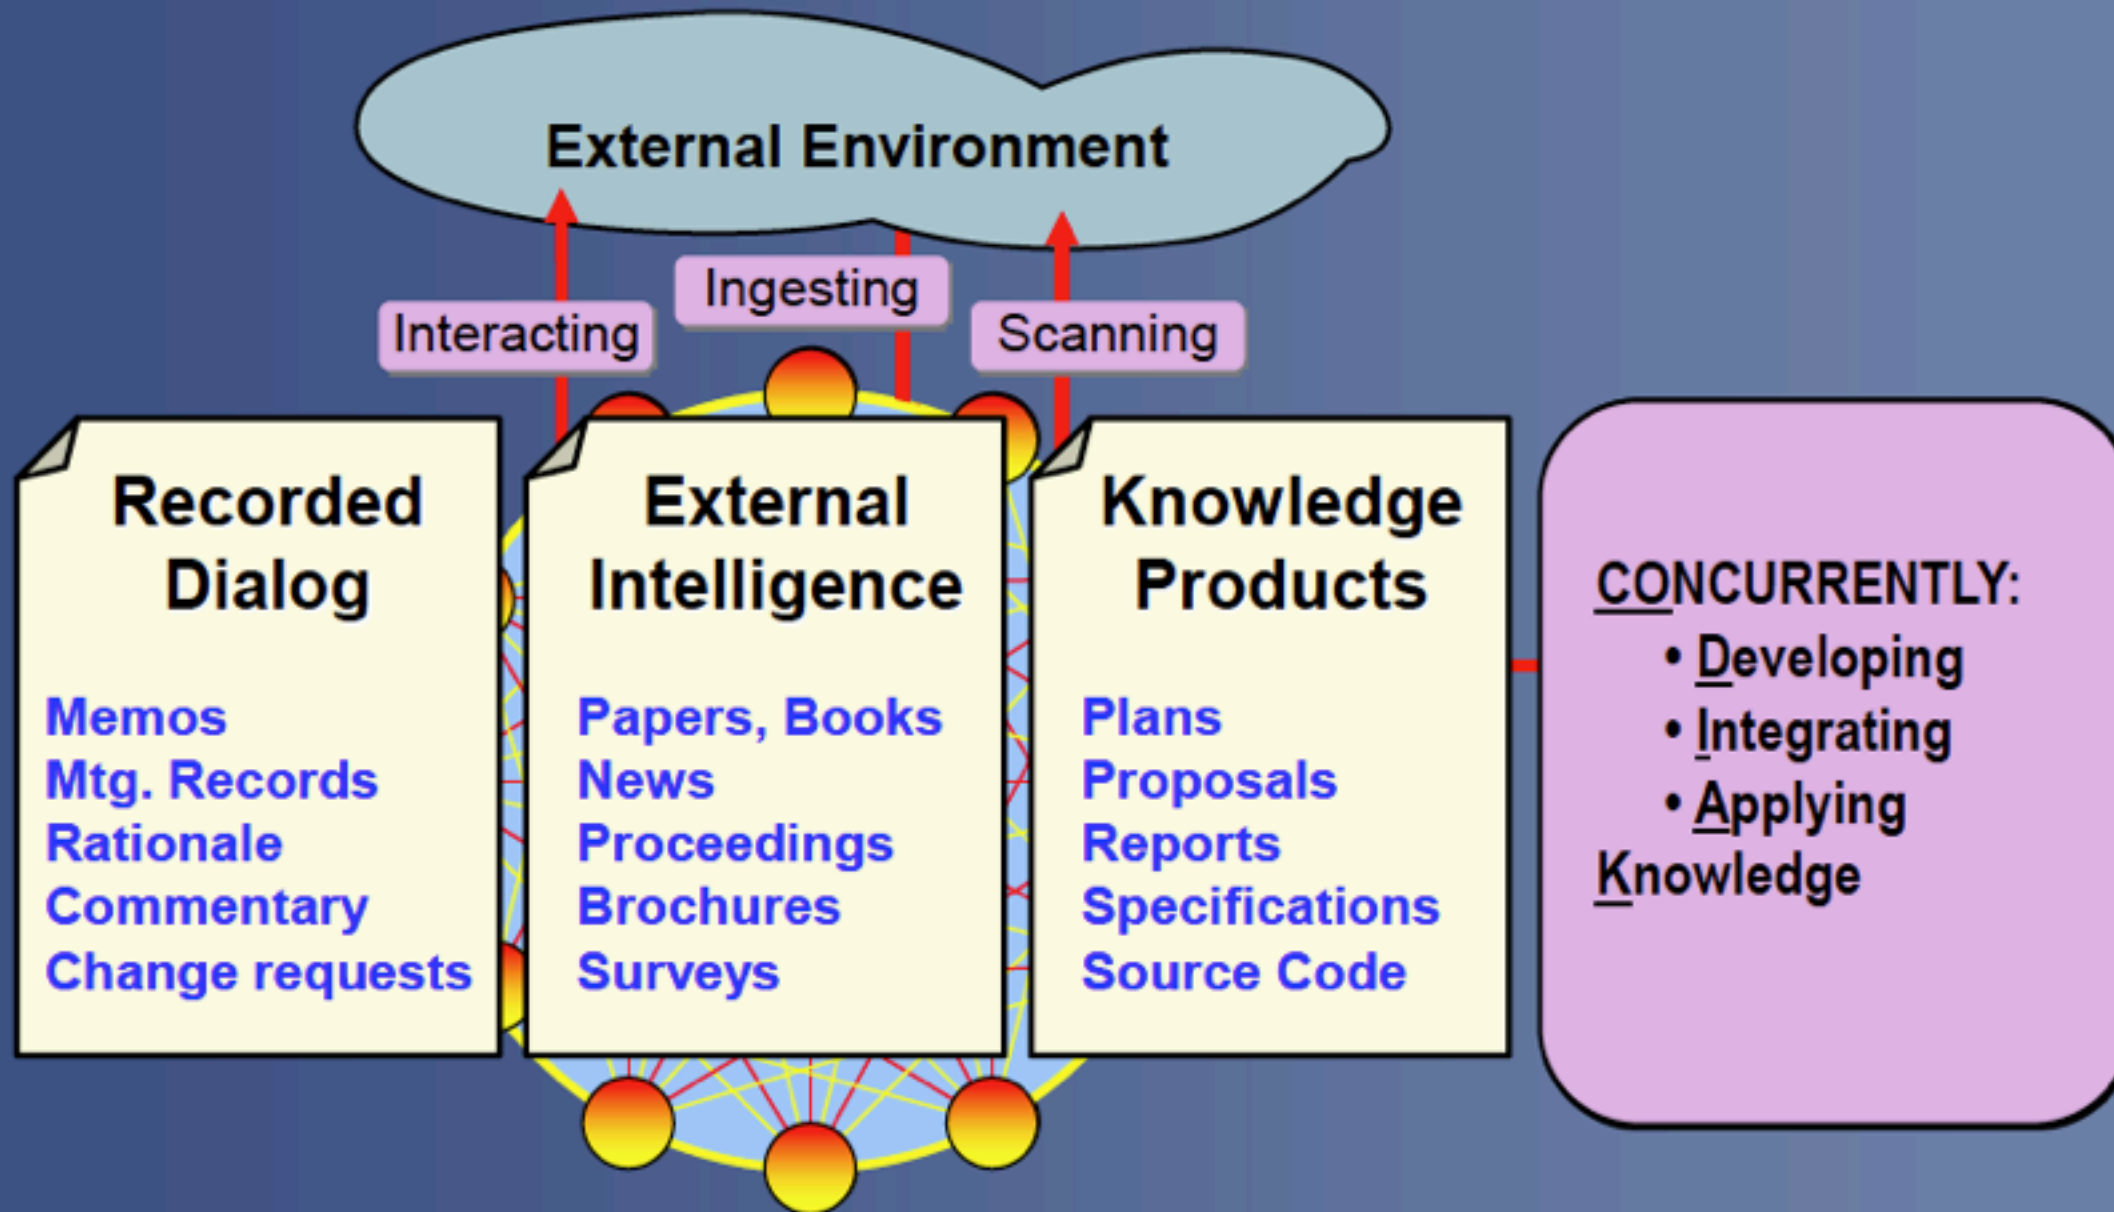 External Environment
Interacting
Ingesting
Scanning
Recorded
Dialog
Memos
Mtg. Records
Rationale
Commentary
Change requests
External
Intelligence
Papers, Books
News
Proceedings
Brochures
Surveys
Knowledge
Products
Plans
Proposals
Reports
Specifications
Source Code
CONCURRENTLY:
• Developing
• Integrating
• Applying
Knowledge